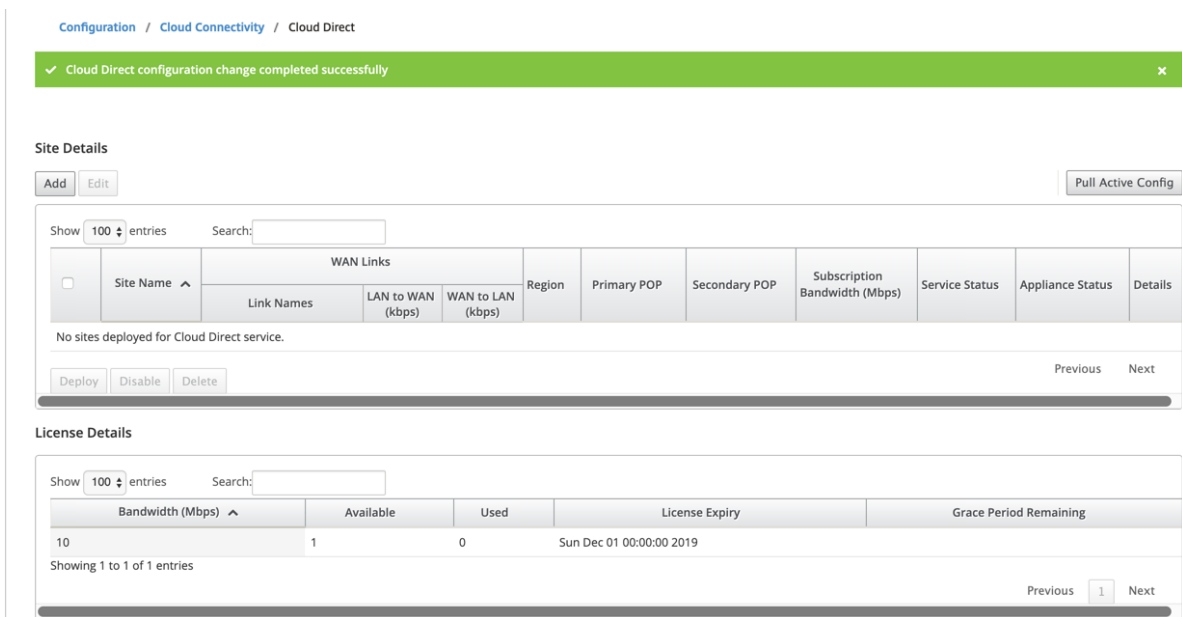 Configuration / Cloud Connectivity / Cloud Direct
Cloud Direct configuration change completed successfully
Site Details
Add Edit Pull Active Config
Show 100 entries Search:
Site Name
WAN Links
Link Names
LAN to WAN
(kbps)
WAN to LAN
(kbps)
Region
Primary POP
Secondary POP
Subscription
Bandwidth (Mbps)
Service Status
Appliance Status
Details
No sites deployed for Cloud Direct service.
Previous Next
Deploy Disable Delete
License Details
Show 100 entries Search:
Bandwidth (Mbps) Available Used License Expiry Grace Period Remaining
10 1 0 Sun Dec 01 00:00:00 2019
Showing 1 to 1 of 1 entries
Previous 1 Next